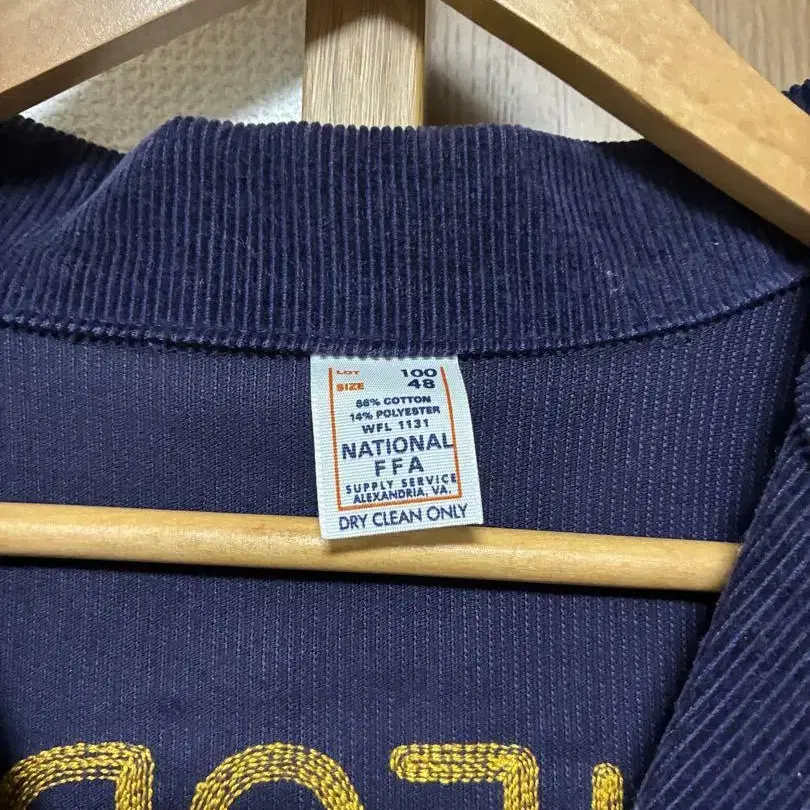 LOT 100
SIZE 48
86% COTTON
14% POLYESTER
WFL 1131
NATIONAL
FFA
SUPPLY SERVICE
ALEXANDRIA, VA.
DRY CLEAN ONLY